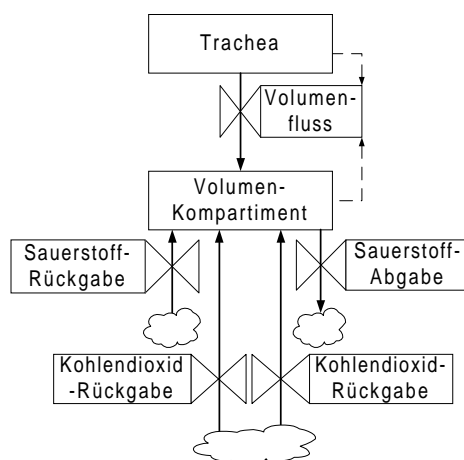 Trachea
Volumen-
fluss
Volumen-
Kompartiment
Sauerstoff-
Rückgabe
Sauerstoff-
Abgabe
Kohlendioxid
-Rückgabe
Kohlendioxid-
Rückgabe